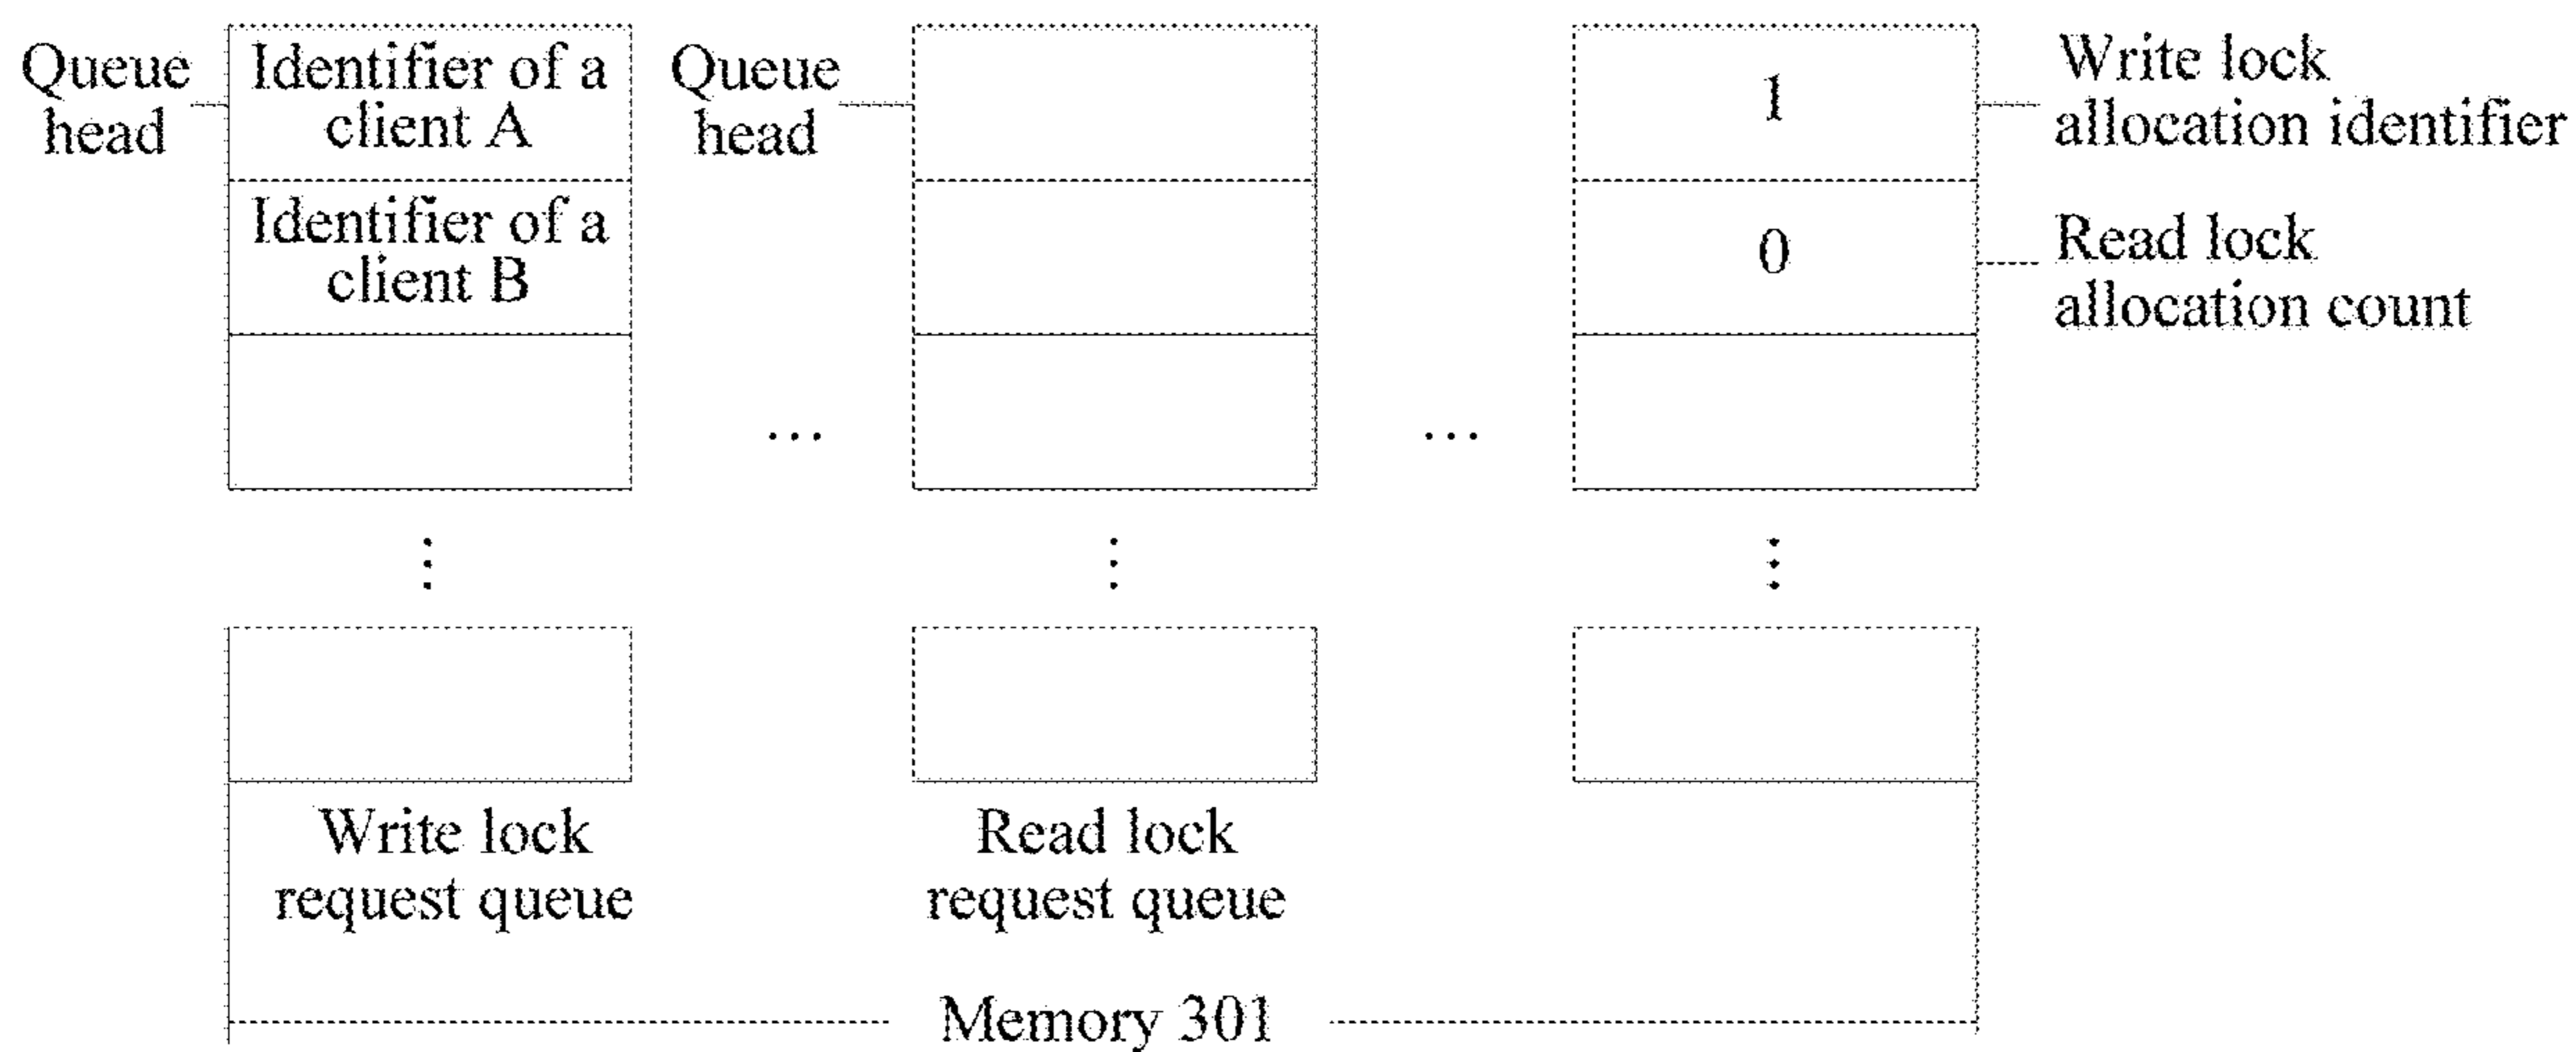 Queue
head
Identifier of a
client A
Identifier of a
client B
Queue
head
1
0
Write lock
allocation identifier
Read lock
allocation count
...
...
Write lock
request queue
Read lock
request queue
Memory 301